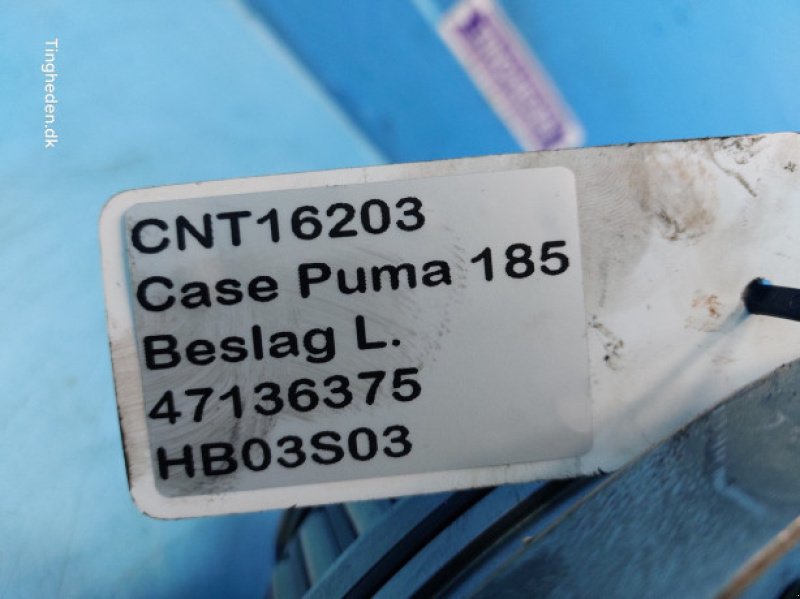 Tingheden.dk
CNT16203
Case Puma 185
Beslag L.
47136375
HB03S03